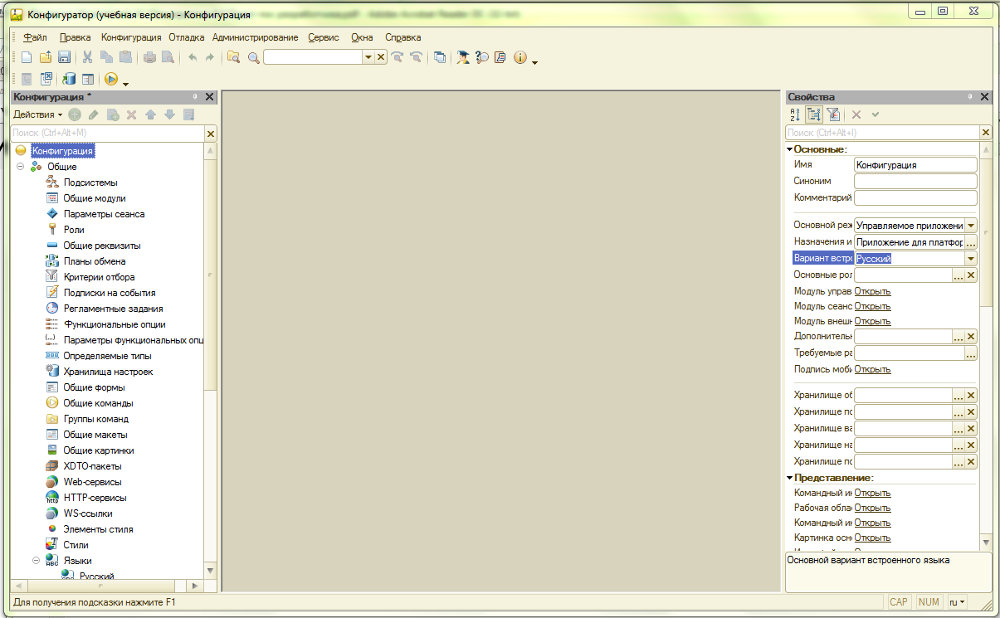 Конфигуратор (учебная версия) - Конфигурация
Файл Правка Конфигурация Отладка Администрирование Сервис Окна Справка
Конфигурация *
Действия
Поиск (Ctrl+Alt+M)
Конфигурация
Общие
Подсистемы
Общие модули
Параметры сеанса
Роли
Общие реквизиты
Планы обмена
Критерии отбора
Подписки на события
Регламентные задания
Функциональные опции
Параметры функциональных опц
Определяемые типы
Хранилища настроек
Общие формы
Общие команды
Группы команд
Общие макеты
Общие картинки
XDTO-пакеты
Web-сервисы
HTTP-сервисы
WS-ссылки
Элементы стиля
Стили
Языки
Русский
Свойства
Поиск (Ctrl+Alt+I)
Основные:
Имя Конфигурация
Синоним
Комментарий
Основной реж Управляемое приложени
Назначения и Приложение для платфор ...
Вариант встро Русский
Основные рол ...
Модуль управ Открыть
Модуль сеанс Открыть
Модуль внешн Открыть
Дополнительн ...
Требуемые ра ...
Подпись моби Открыть
Хранилище об ...
Хранилище по ...
Хранилище ва ...
Хранилище на ...
Хранилище по ...
Представление:
Командный ин Открыть
Рабочая облас Открыть
Командный ин Открыть
Картинка осно Открыть
Основной вариант встроенного языка
Для получения подсказки нажмите F1
CAP NUM ru